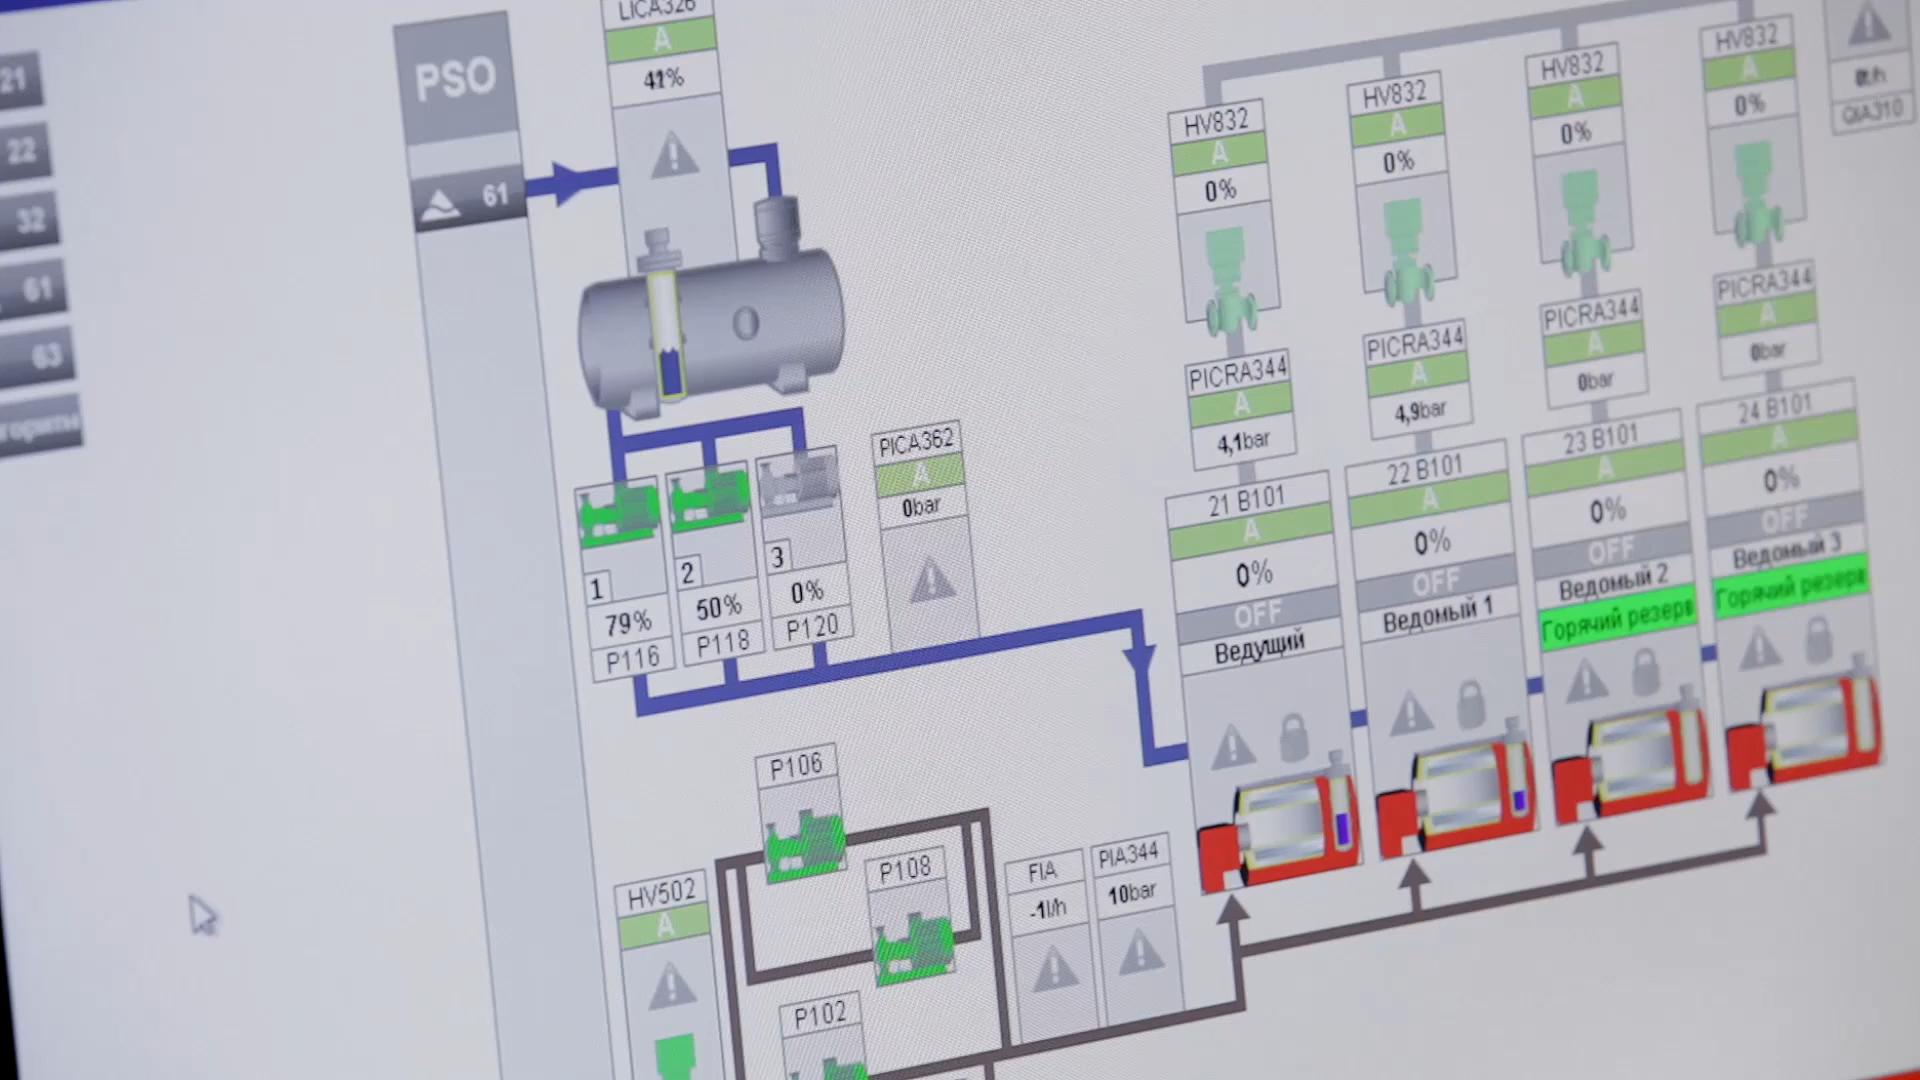 21
22
32
61
63
PSO
61
LICA326
A
HV832
A
0%
HV832
A
0%
HV832
A
0%
HV832
A
0%
QIA310
PICRA344
A
4,1bar
PICRA344
A
4,9bar
PICRA344
A
0bar
PICRA344
A
0bar
1
79%
P116
2
50%
P118
3
0%
P120
PICA362
A
0bar
21 B101
A
0%
OFF
Ведущий
22 B101
A
0%
OFF
Ведомый 1
23 B101
A
0%
OFF
Ведомый 2
Горячий резерв
24 B101
A
0%
OFF
Ведомый 3
Горячий резерв
P106
P108
HV502
A
P102
FIA
-1l/h
PIA344
10bar